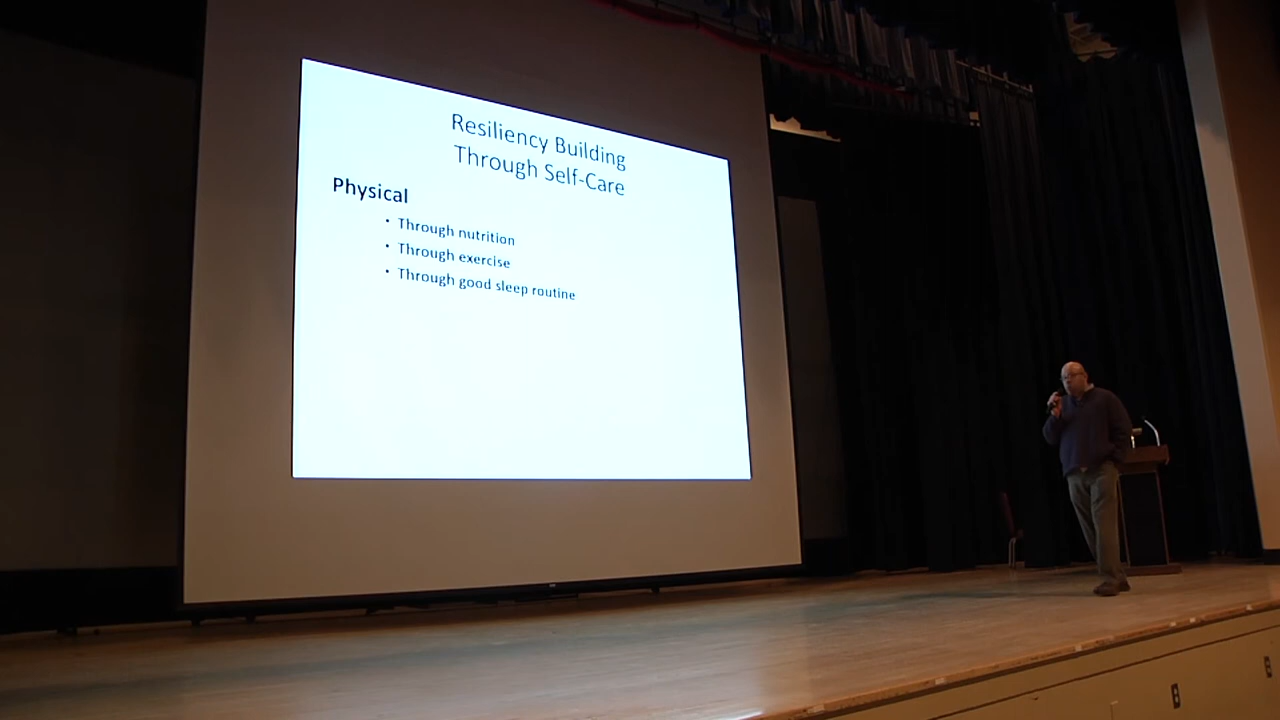 Resiliency Building
Through Self-Care
Physical
• Through nutrition
• Through exercise
• Through good sleep routine